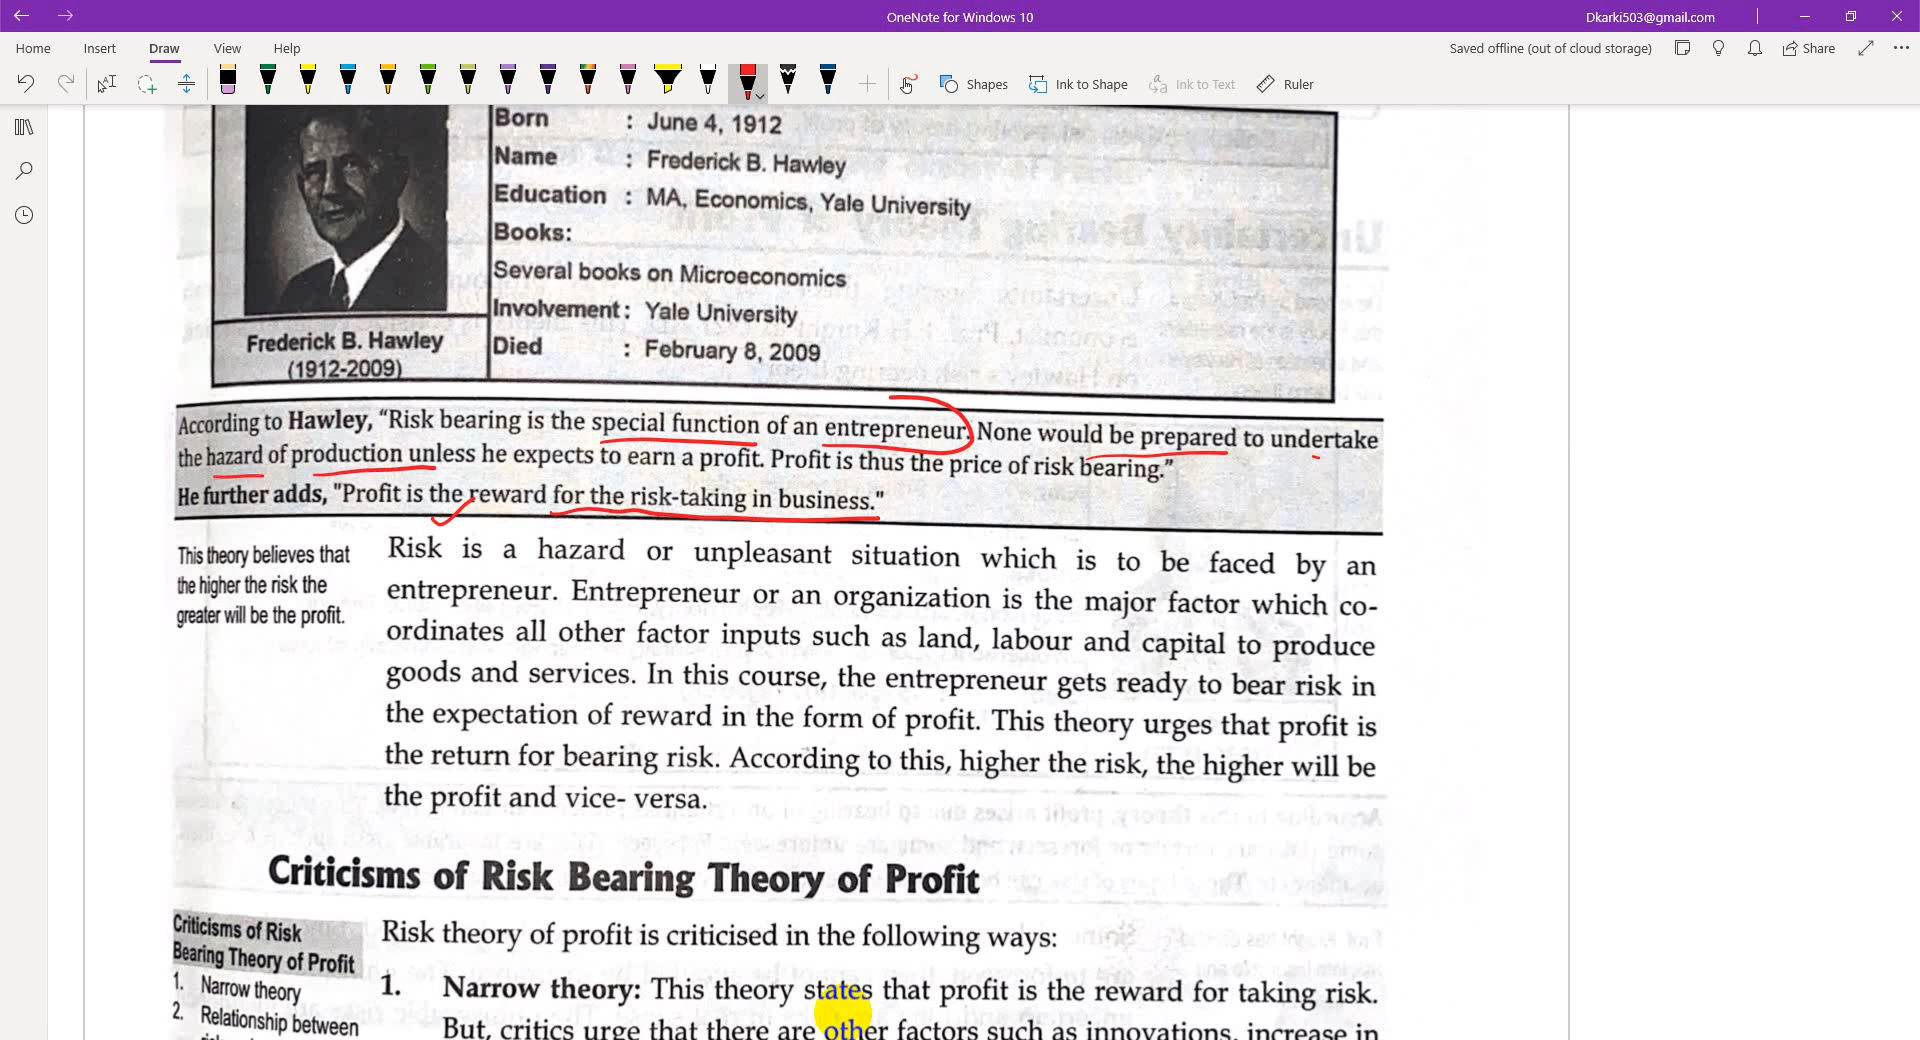 OneNote for Windows 10
Dkarki503@gmail.com
Home Insert Draw View Help
Saved offline (out of cloud storage)
Share
Shapes
Ink to Shape
Ink to Text
Ruler
Born : June 4, 1912
Name : Frederick B. Hawley
Education : MA, Economics, Yale University
Books:
Several books on Microeconomics
Involvement : Yale University
Died : February 8, 2009
Frederick B. Hawley
(1912-2009)
According to Hawley, “Risk bearing is the special function of an entrepreneur. None would be prepared to undertake
the hazard of production unless he expects to earn a profit. Profit is thus the price of risk bearing.”
He further adds, "Profit is the reward for the risk-taking in business."
This theory believes that
the higher the risk the
greater will be the profit.
Risk is a hazard or unpleasant situation which is to be faced by an
entrepreneur. Entrepreneur or an organization is the major factor which co-
ordinates all other factor inputs such as land, labour and capital to produce
goods and services. In this course, the entrepreneur gets ready to bear risk in
the expectation of reward in the form of profit. This theory urges that profit is
the return for bearing risk. According to this, higher the risk, the higher will be
the profit and vice- versa.
Criticisms of Risk Bearing Theory of Profit
Criticisms of Risk
Bearing Theory of Profit
1. Narrow theory
2. Relationship between
Risk theory of profit is criticised in the following ways:
1. Narrow theory: This theory states that profit is the reward for taking risk.
But, critics urge that there are other factors such as innovations, increase in